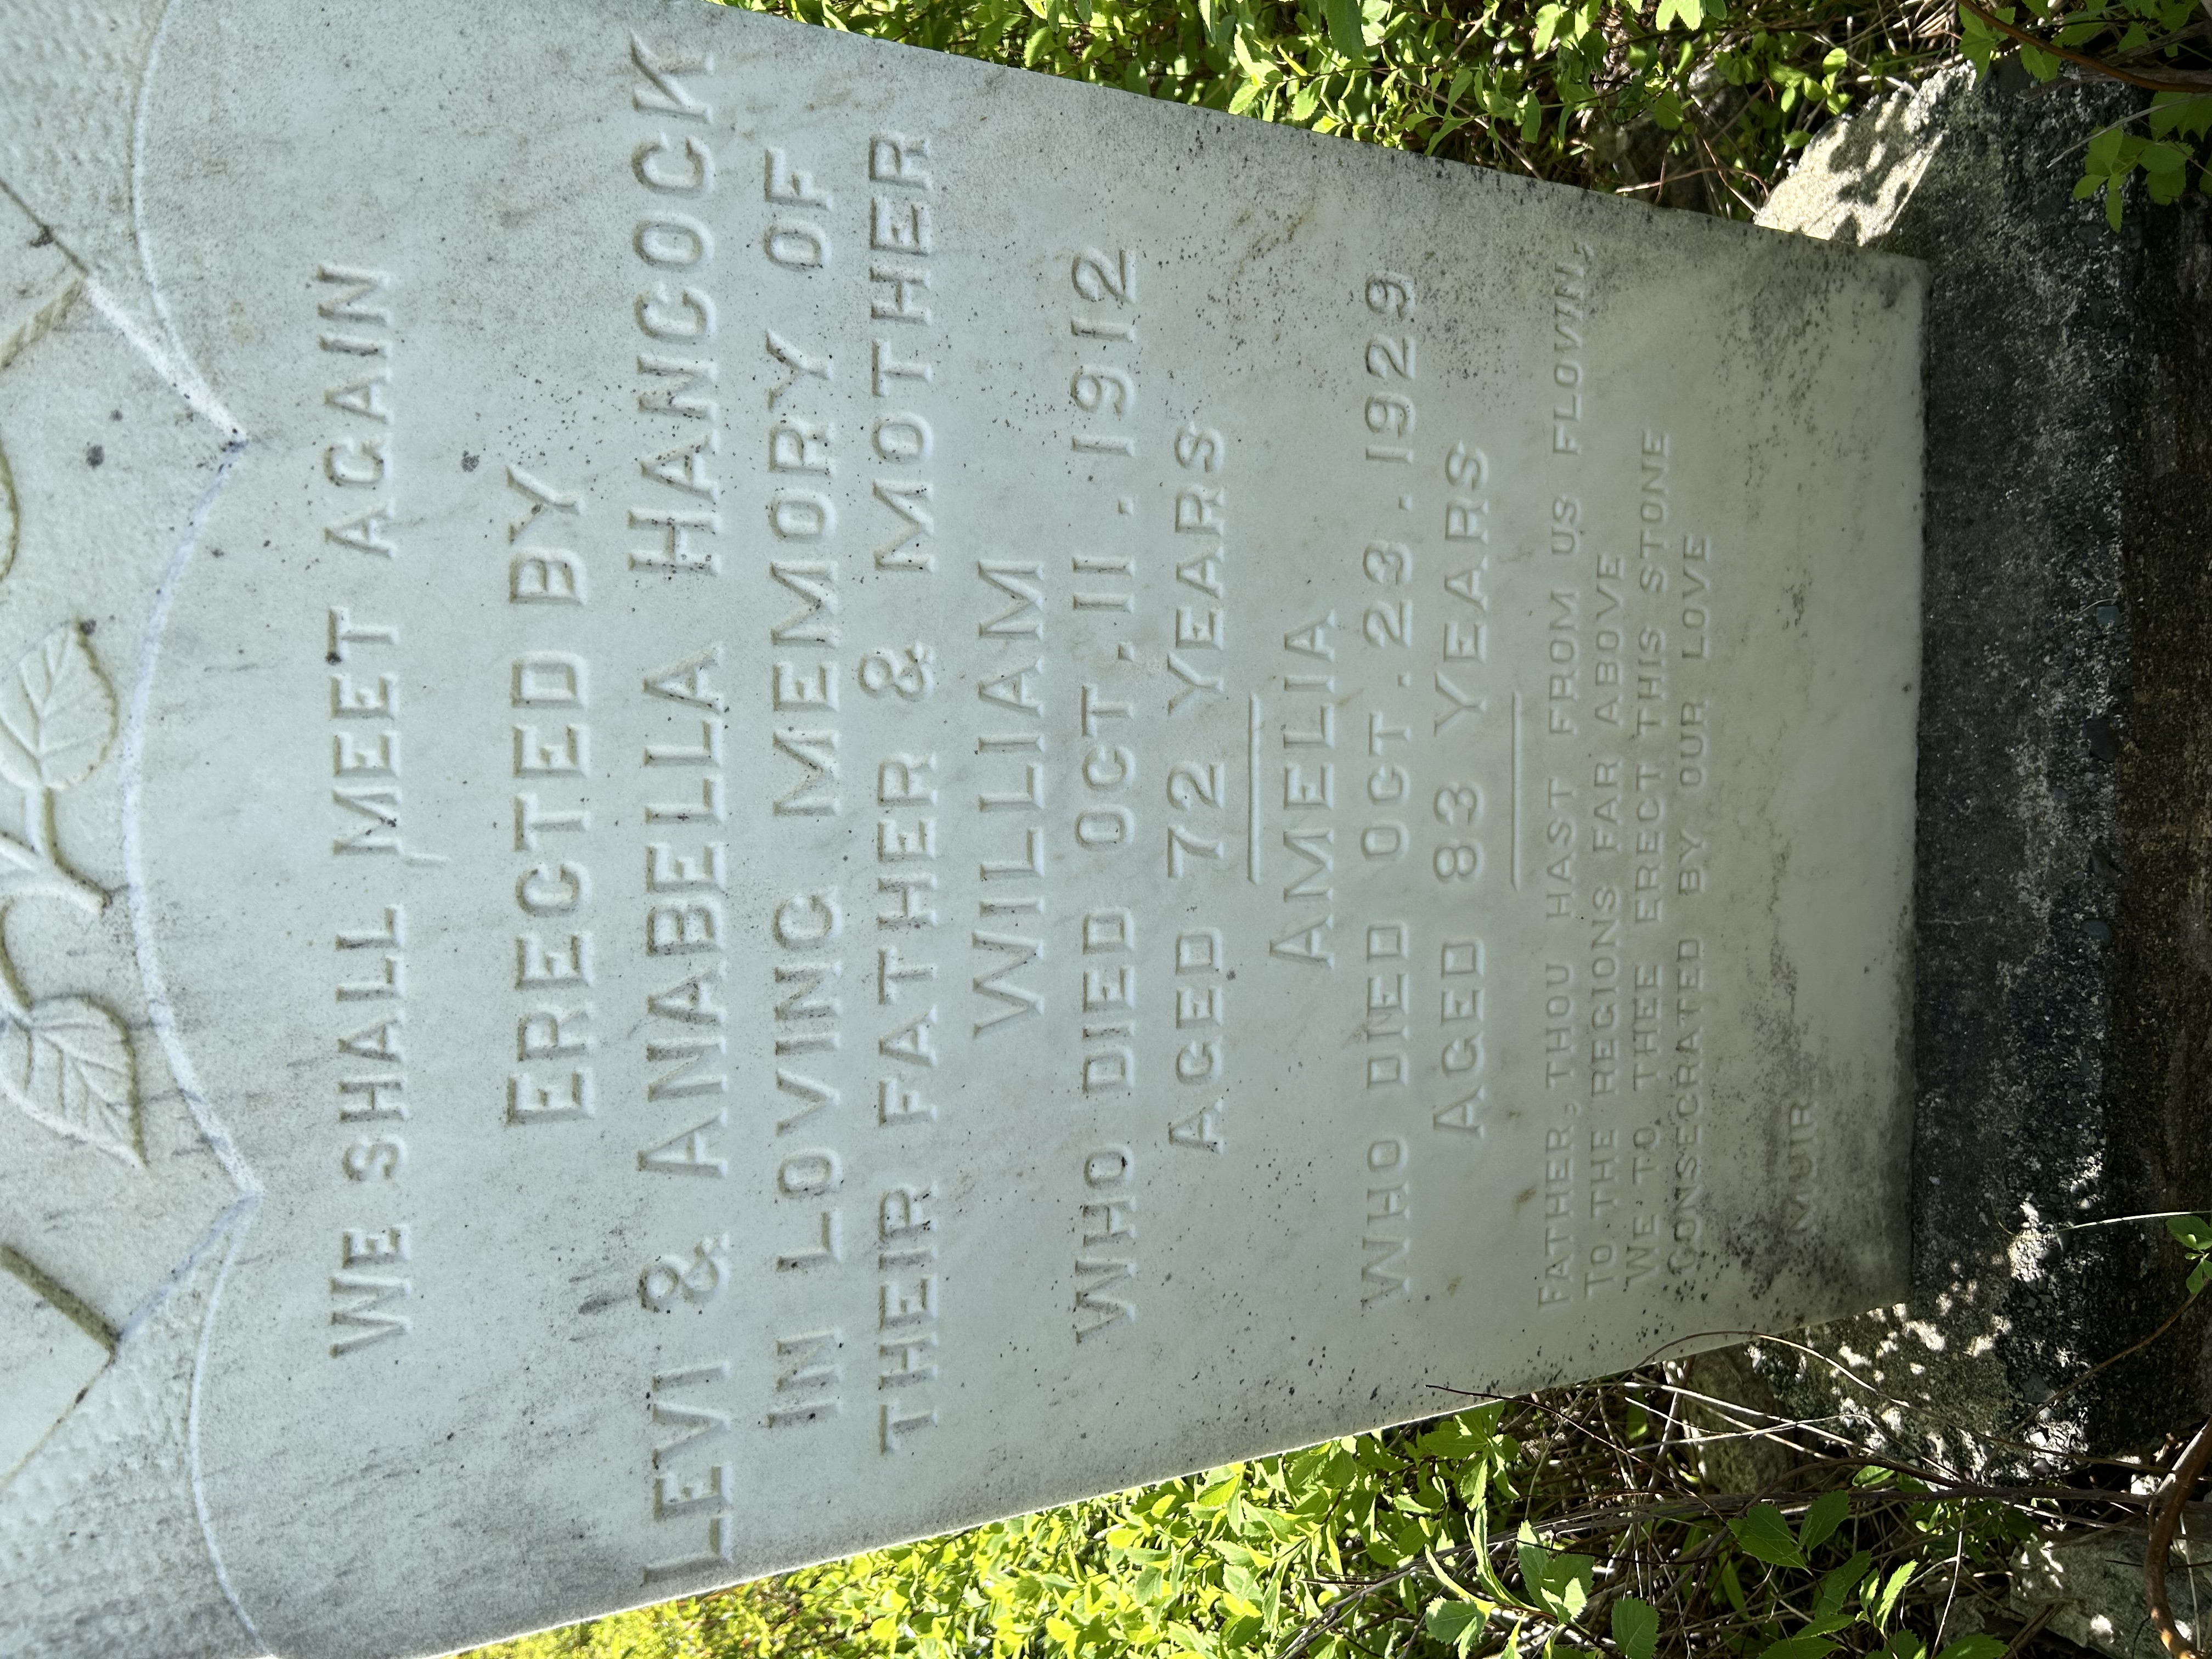 WE SHALL MEET AGAIN
ERECTED BY
LEVI & ANABELLA HANCOCK
IN LOVING MEMORY OF
THEIR FATHER & MOTHER
WILLIAM
WHO DIED OCT. 11. 1912
AGED 72 YEARS
AMELIA
WHO DIED OCT. 23. 1929
AGED 83 YEARS
FATHER, THOU HAST FROM US FLOWN,
TO THE REGIONS FAR ABOVE
WE TO THEE ERECT THIS STONE
CONSECRATED BY OUR LOVE
MUIR